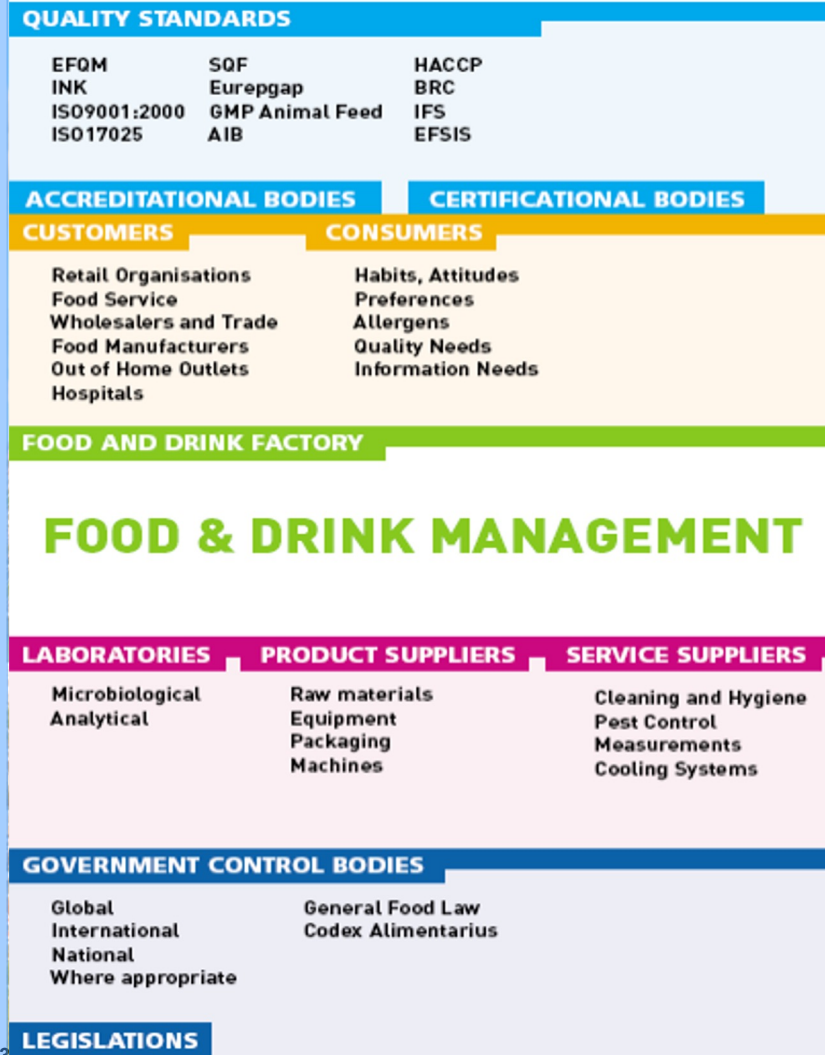 QUALITY STANDARDS
EFQM SQF HACCP
INK Eurepgap BRC
ISO9001:2000 GMP Animal Feed IFS
ISO17025 AIB EFSIS
ACCREDITATIONAL BODIES CERTIFICATIONAL BODIES
CUSTOMERS CONSUMERS
Retail Organisations Habits, Attitudes
Food Service Preferences
Wholesalers and Trade Allergens
Food Manufacturers Quality Needs
Out of Home Outlets Information Needs
Hospitals
FOOD AND DRINK FACTORY
FOOD & DRINK MANAGEMENT
LABORATORIES PRODUCT SUPPLIERS SERVICE SUPPLIERS
Microbiological Raw materials Cleaning and Hygiene
Analytical Equipment Pest Control
Packaging Measurements
Machines Cooling Systems
GOVERNMENT CONTROL BODIES
Global General Food Law
International Codex Alimentarius
National
Where appropriate
LEGISLATIONS